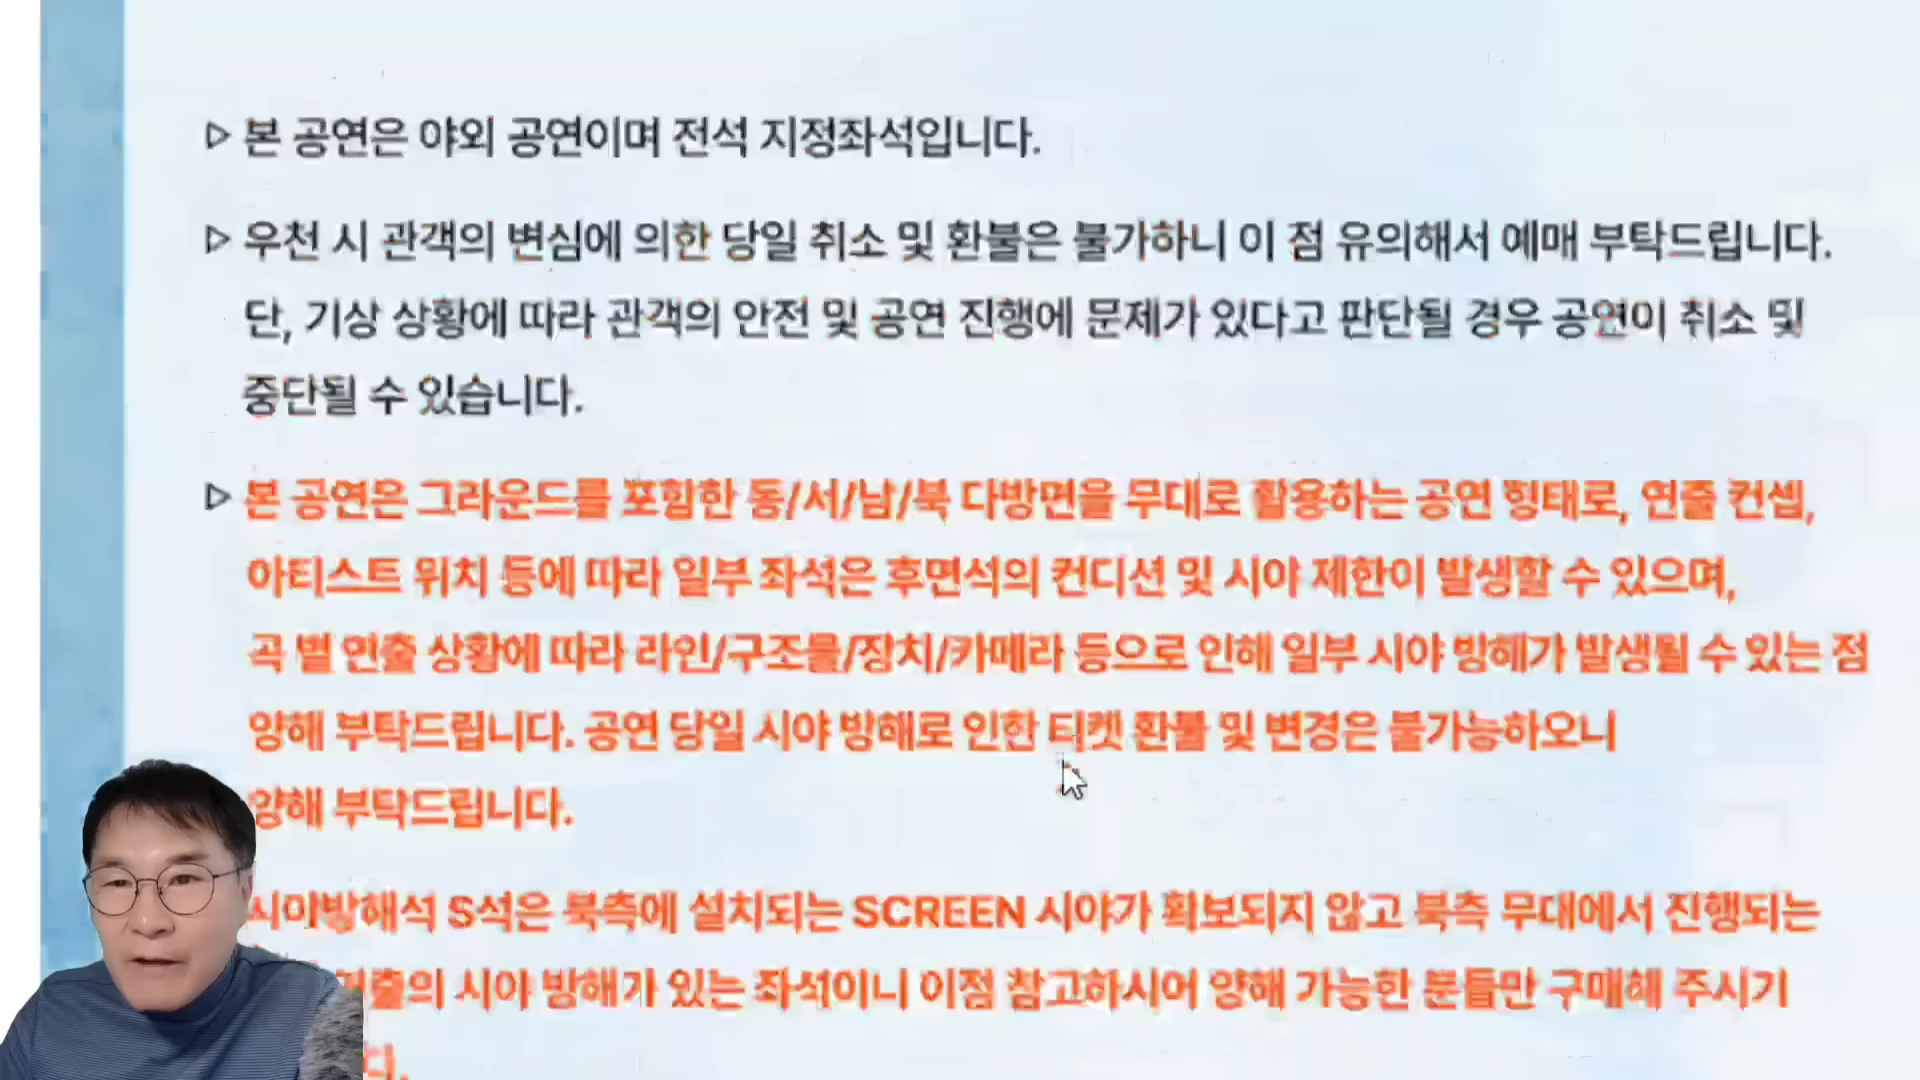 ▷ 본 공연은 야외 공연이며 전석 지정좌석입니다.
▷ 우천 시 관객의 변심에 의한 당일 취소 및 환불은 불가하니 이 점 유의해서 예매 부탁드립니다.
단, 기상 상황에 따라 관객의 안전 및 공연 진행에 문제가 있다고 판단될 경우 공연이 취소 및
중단될 수 있습니다.
▷ 본 공연은 그라운드를 포함한 동/서/남/북 다방면을 무대로 활용하는 공연 형태로, 연출 컨셉,
아티스트 위치 등에 따라 일부 좌석은 후면석의 컨디션 및 시야 제한이 발생할 수 있으며,
곡 별 연출 상황에 따라 라인/구조물/장치/카메라 등으로 인해 일부 시야 방해가 발생될 수 있는 점
양해 부탁드립니다. 공연 당일 시야 방해로 인한 티켓 환불 및 변경은 불가능하오니
양해 부탁드립니다.
시야방해석 S석은 북측에 설치되는 SCREEN 시야가 확보되지 않고 북측 무대에서 진행되는
시야 방해가 있는 좌석이니 이점 참고하시어 양해 가능한 분들만 구매해 주시기